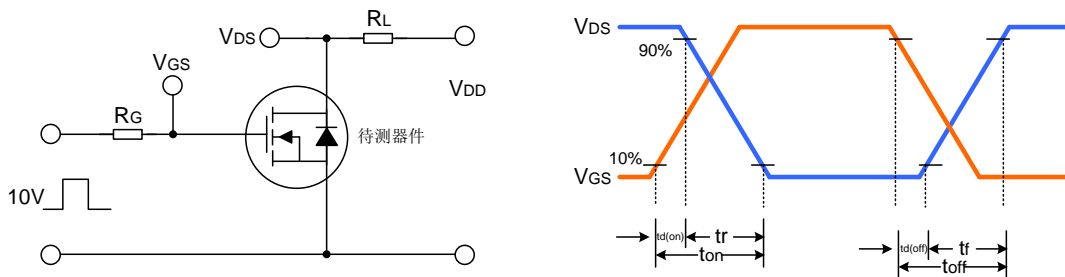 VDS
RL
VGS
VDD
RG
待测器件
10V
VDS
90%
10%
VGS
td(on)
tr
ton
td(off)
tf
toff